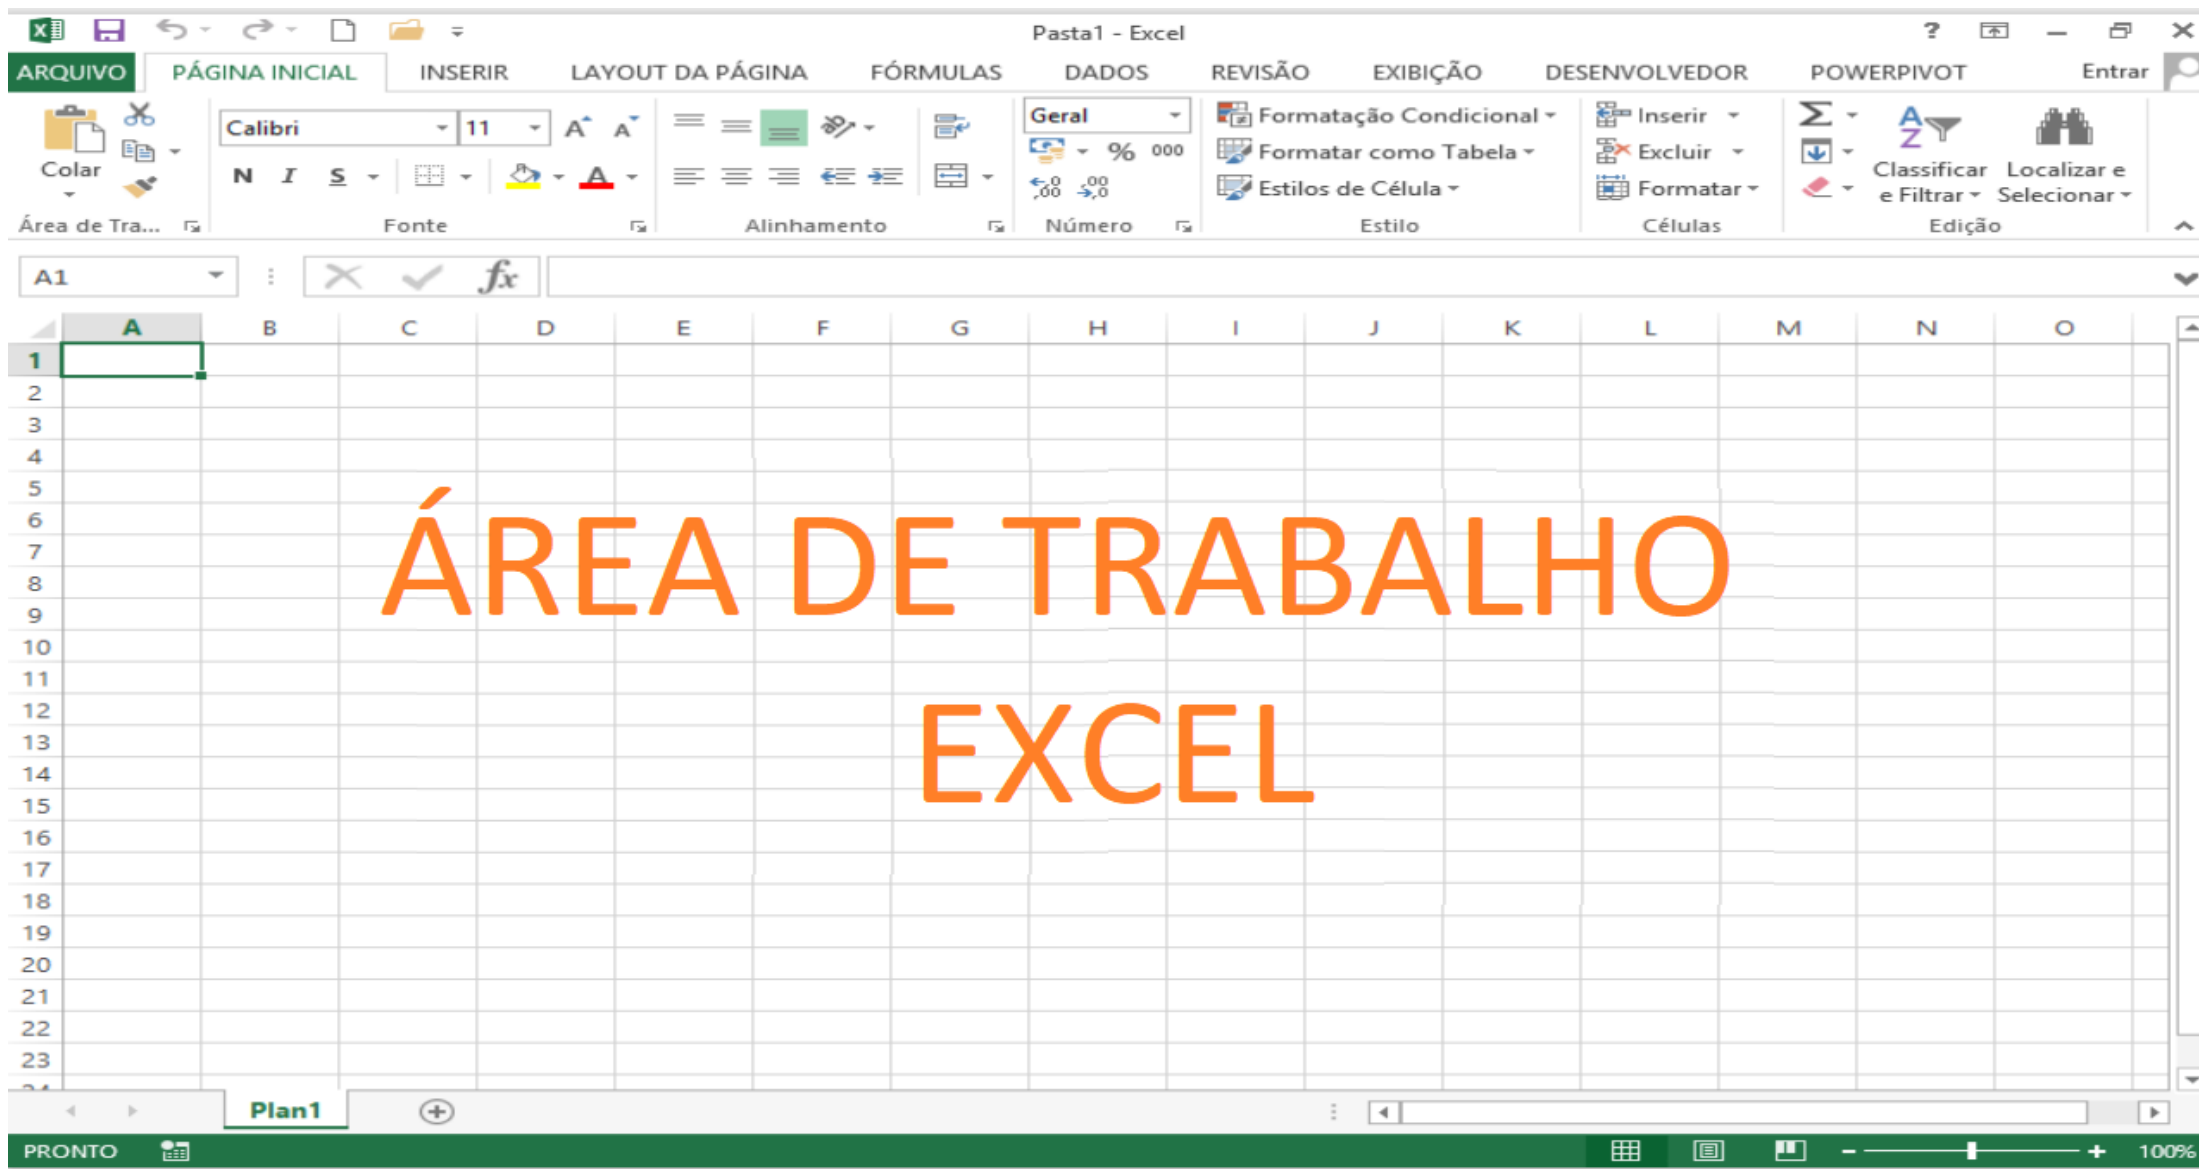 Pasta1 - Excel
ARQUIVO PÁGINA INICIAL INSERIR LAYOUT DA PÁGINA FÓRMULAS DADOS REVISÃO EXIBIÇÃO DESENVOLVEDOR POWERPIVOT Entrar
Calibri 11 Geral Formatação Condicional Inserir
% 000 Formatar como Tabela Excluir
Colar N I S Estilos de Célula Formatar
Classificar e Filtrar
Localizar e Selecionar
Área de Tra... Fonte Alinhamento Número Estilo Células Edição
A1 fx
A B C D E F G H I J K L M N O
1
2
3
4
5
6
7
8
9
10
11
12
13
14
15
16
17
18
19
20
21
22
23
ÁREA DE TRABALHO
EXCEL
Plan1
PRONTO 100%